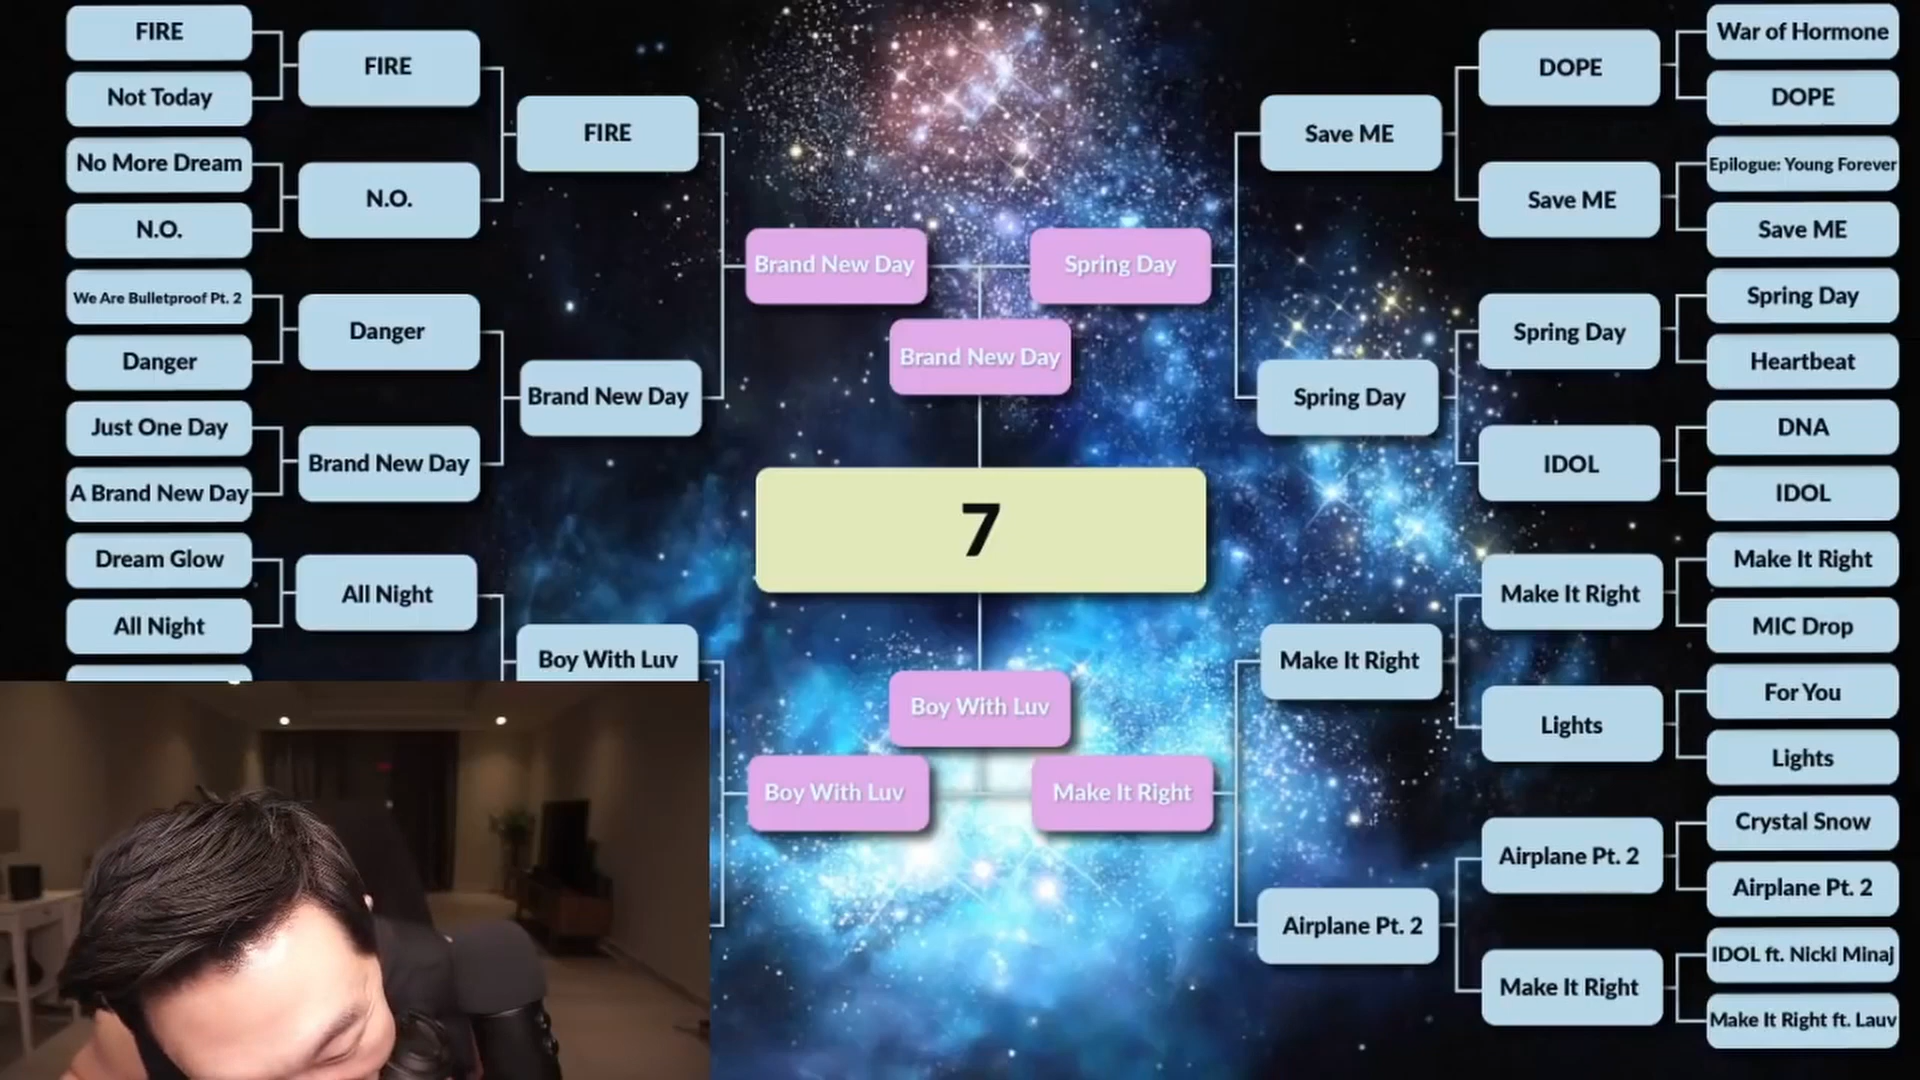 FIRE
Not Today
No More Dream
N.O.
We Are Bulletproof Pt. 2
Danger
Just One Day
A Brand New Day
Dream Glow
All Night
FIRE
N.O.
Danger
Brand New Day
All Night
FIRE
Brand New Day
Boy With Luv
Brand New Day
Spring Day
Brand New Day
7
Boy With Luv
Boy With Luv
Make It Right
Save ME
Spring Day
Make It Right
Airplane Pt. 2
DOPE
Save ME
Spring Day
IDOL
Make It Right
Lights
Airplane Pt. 2
Make It Right
War of Hormone
DOPE
Epilogue: Young Forever
Save ME
Spring Day
Heartbeat
DNA
IDOL
Make It Right
MIC Drop
For You
Lights
Crystal Snow
Airplane Pt. 2
IDOL ft. Nicki Minaj
Make It Right ft. Lauv